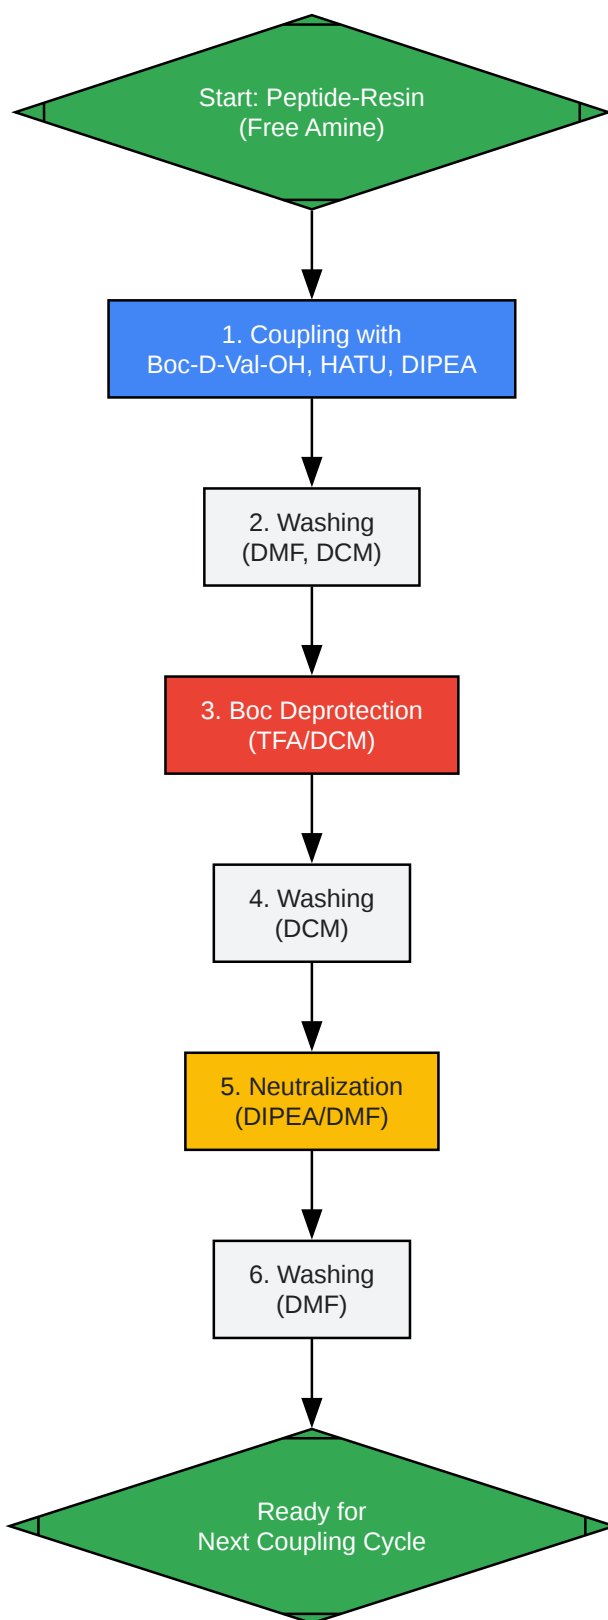 Start: Peptide-Resin
(Free Amine)
1. Coupling with
Boc-D-Val-OH, HATU, DIPEA
2. Washing
(DMF, DCM)
3. Boc Deprotection
(TFA/DCM)
4. Washing
(DCM)
5. Neutralization
(DIPEA/DMF)
6. Washing
(DMF)
Ready for
Next Coupling Cycle